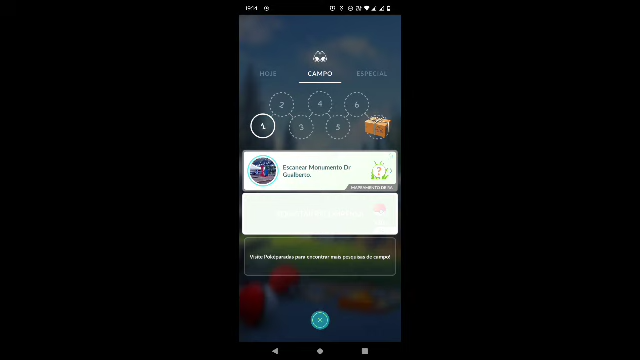 HOJE CAMPO ESPECIAL
2 4 6
1 3 5
Escanear Monumento Dr
Gualberto.
?
MAPEAMENTO DE RA
Visite Poképaradas para encontrar mais pesquisas de campo!